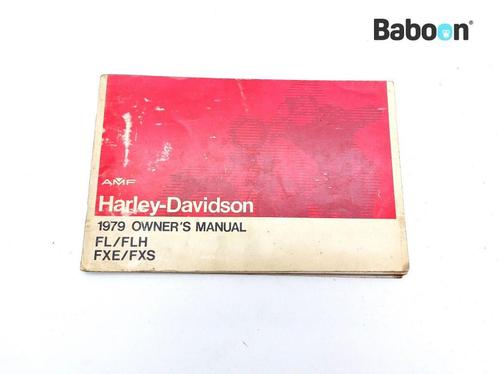 Baboon
AMF
Harley-Davidson
1979 OWNER'S MANUAL
FL/FLH
FXE/FXS